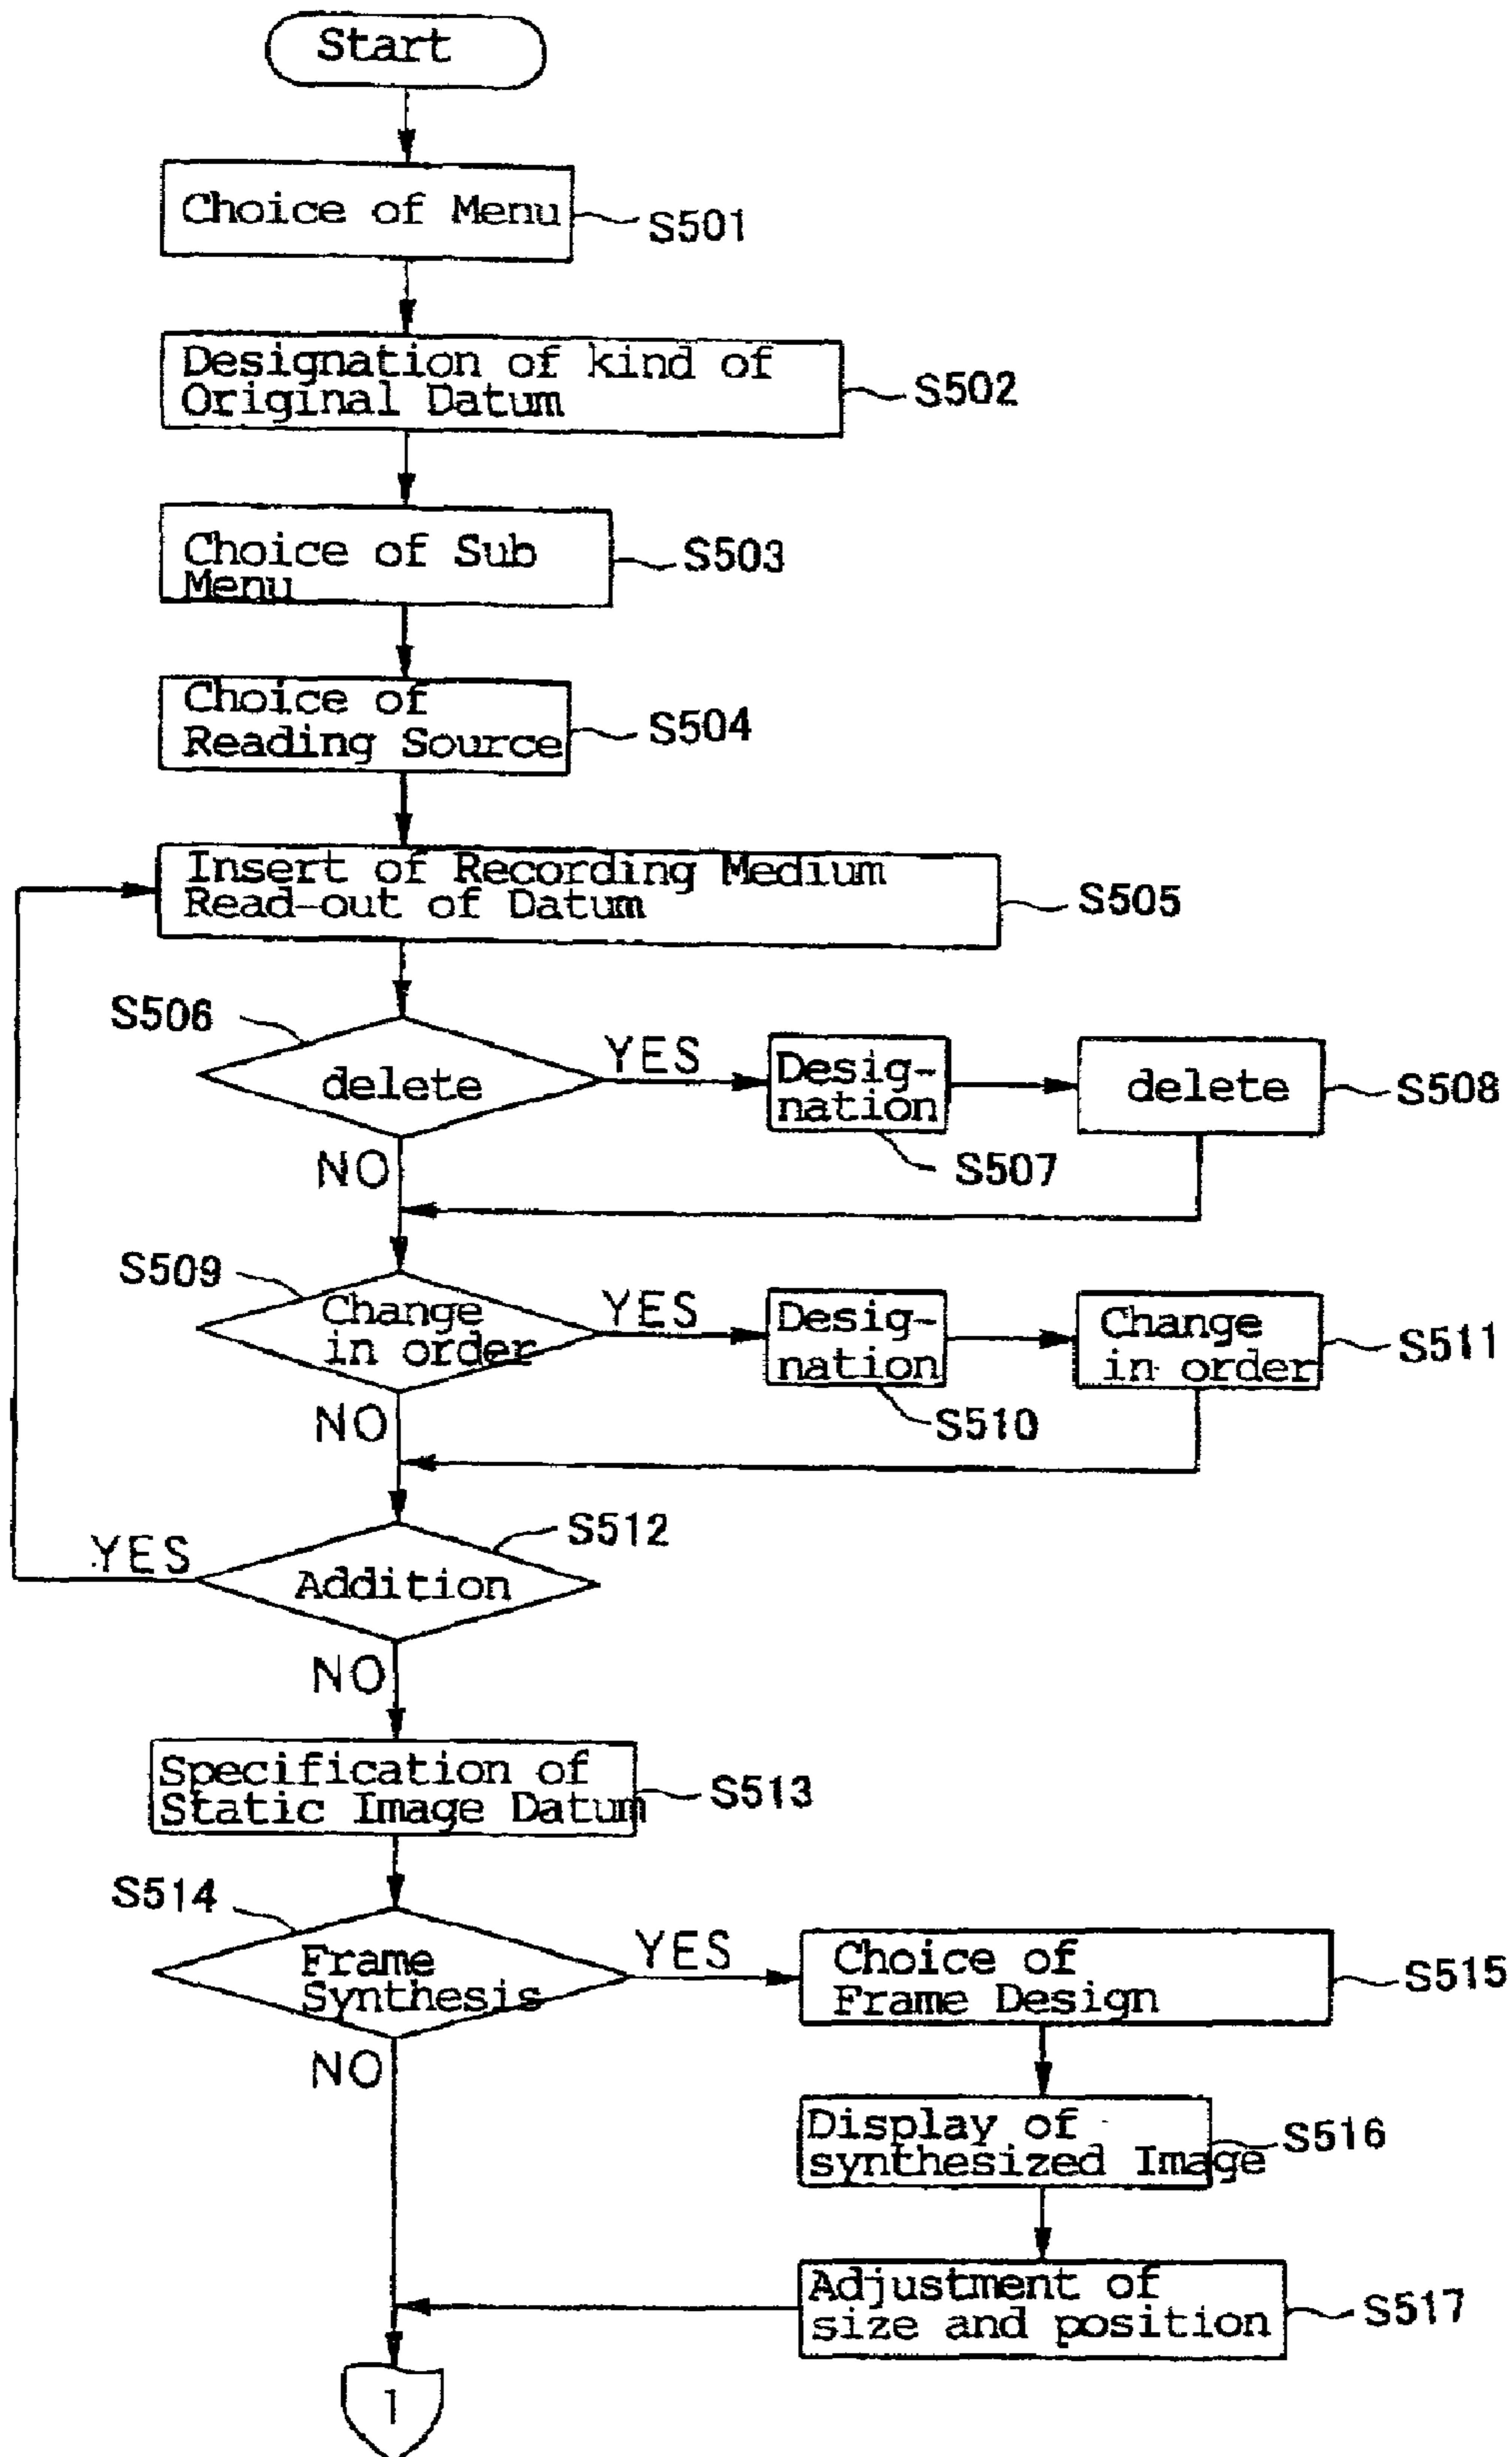 Start
Choice of Menu
S501
Designation of kind of
Original Datum
S502
Choice of Sub
Menu
S503
Choice of
Reading Source
S504
Insert of Recording Medium
Read-out of Datum
S505
S506
delete
YES
Desig-
nation
S507
delete
S508
NO
S509
Change
in order
YES
Desig-
nation
S510
Change
in order
S511
NO
S512
YES
Addition
NO
Specification of
Static Image Datum
S513
S514
Frame
Synthesis
YES
Choice of
Frame Design
S515
NO
Display of
synthesized Image
S516
Adjustment of
size and position
S517
1